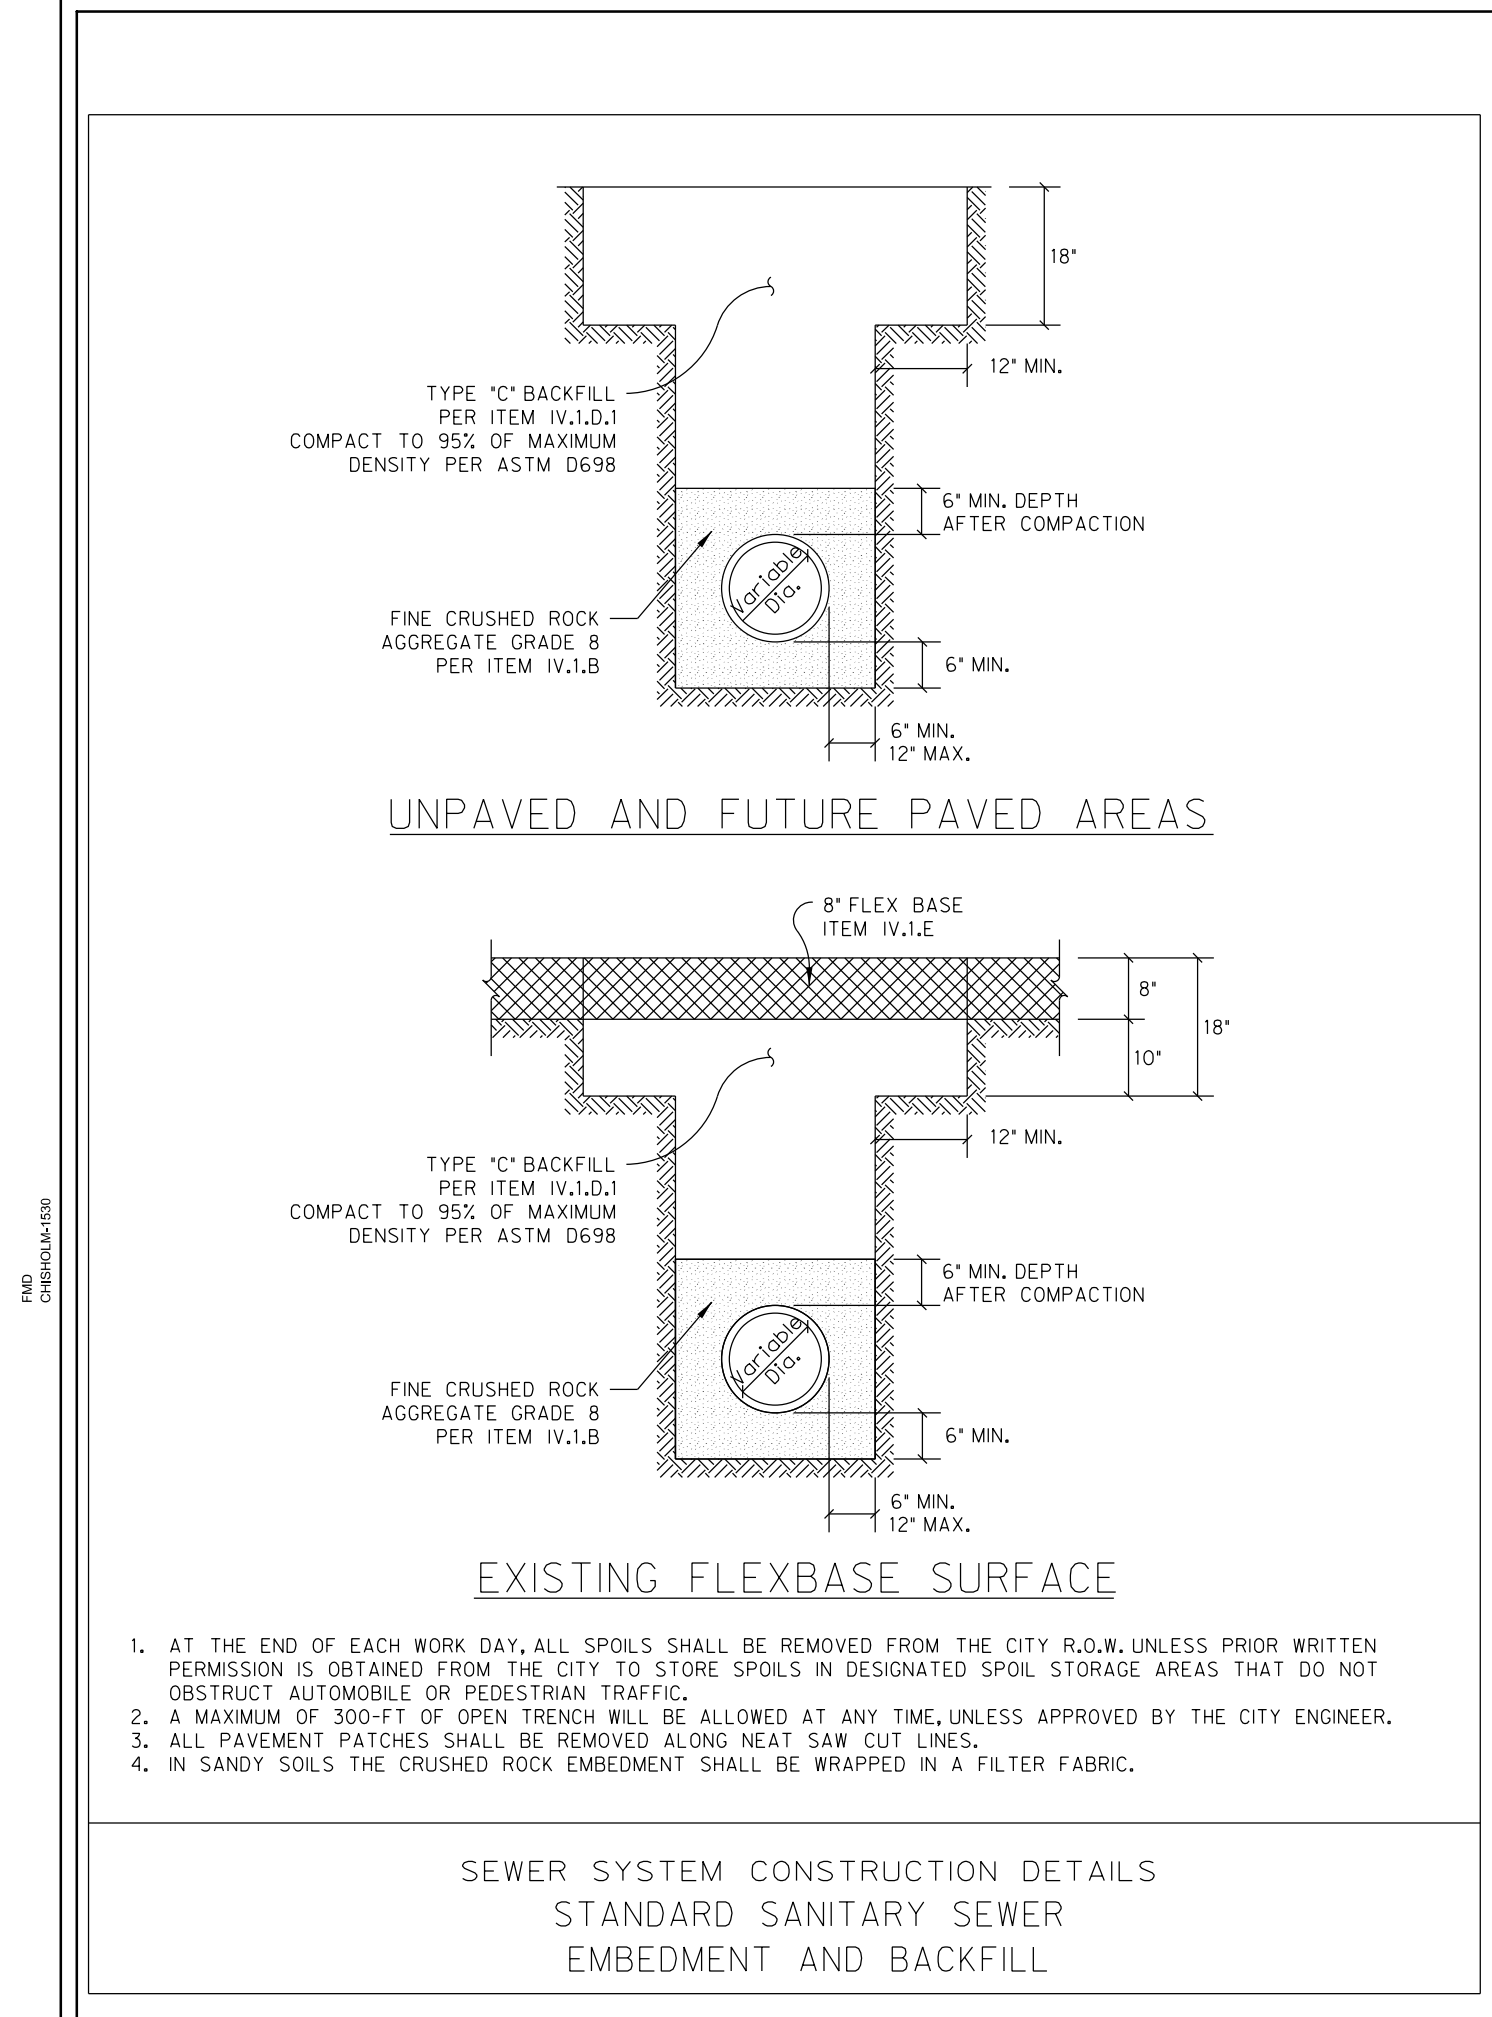 18"
12" MIN.
TYPE "C" BACKFILL
PER ITEM IV.1.D.1
COMPACT TO 95% OF MAXIMUM
DENSITY PER ASTM D698
6" MIN. DEPTH
AFTER COMPACTION
Variable
Dia.
FINE CRUSHED ROCK
AGGREGATE GRADE 8
PER ITEM IV.1.B
6" MIN.
6" MIN.
12" MAX.
UNPAVED AND FUTURE PAVED AREAS
8" FLEX BASE
ITEM IV.1.E
8"
18"
10"
12" MIN.
TYPE "C" BACKFILL
PER ITEM IV.1.D.1
COMPACT TO 95% OF MAXIMUM
DENSITY PER ASTM D698
6" MIN. DEPTH
AFTER COMPACTION
Variable
Dia.
FINE CRUSHED ROCK
AGGREGATE GRADE 8
PER ITEM IV.1.B
6" MIN.
6" MIN.
12" MAX.
EXISTING FLEXBASE SURFACE
1. AT THE END OF EACH WORK DAY, ALL SPOILS SHALL BE REMOVED FROM THE CITY R.O.W. UNLESS PRIOR WRITTEN
PERMISSION IS OBTAINED FROM THE CITY TO STORE SPOILS IN DESIGNATED SPOIL STORAGE AREAS THAT DO NOT
OBSTRUCT AUTOMOBILE OR PEDESTRIAN TRAFFIC.
2. A MAXIMUM OF 300-FT OF OPEN TRENCH WILL BE ALLOWED AT ANY TIME, UNLESS APPROVED BY THE CITY ENGINEER.
3. ALL PAVEMENT PATCHES SHALL BE REMOVED ALONG NEAT SAW CUT LINES.
4. IN SANDY SOILS THE CRUSHED ROCK EMBEDMENT SHALL BE WRAPPED IN A FILTER FABRIC.
SEWER SYSTEM CONSTRUCTION DETAILS
STANDARD SANITARY SEWER
EMBEDMENT AND BACKFILL
FMD
CHISHOLM-1530